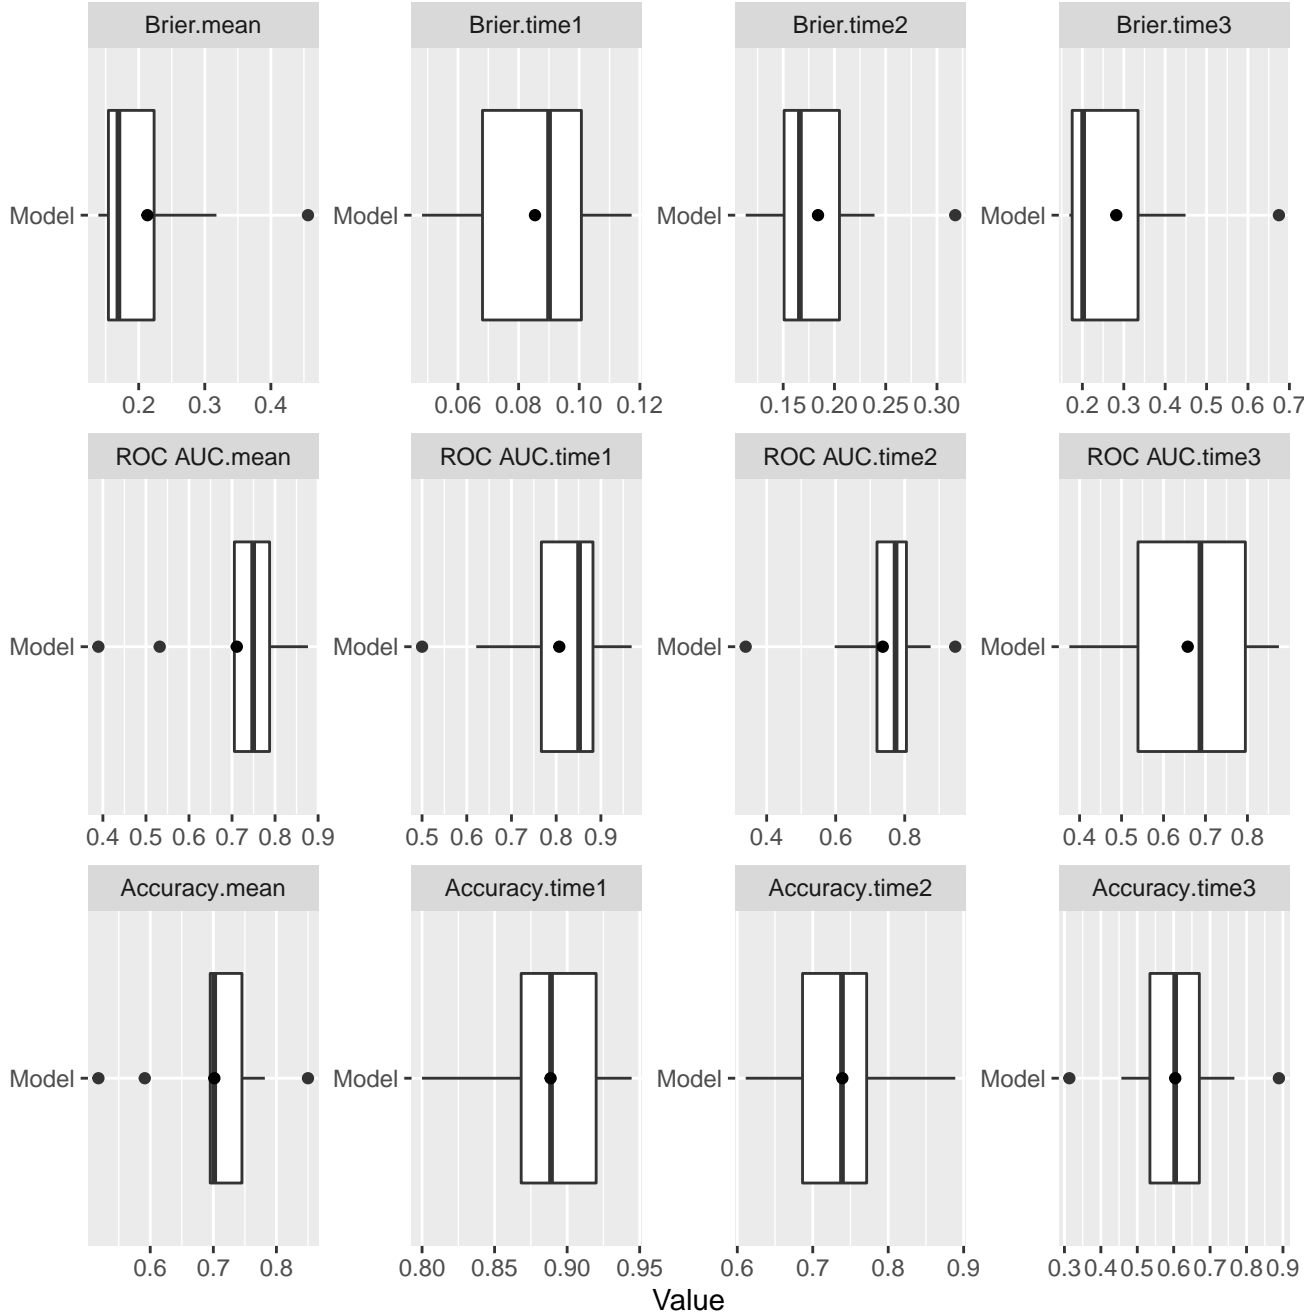 Brier.mean Brier.time1 Brier.time2 Brier.time3
Model Model Model Model
0.2 0.3 0.4 0.06 0.08 0.10 0.12 0.15 0.20 0.25 0.30 0.2 0.3 0.4 0.5 0.6 0.7
ROC AUC.mean ROC AUC.time1 ROC AUC.time2 ROC AUC.time3
Model Model Model Model
0.4 0.5 0.6 0.7 0.8 0.9 0.5 0.6 0.7 0.8 0.9 0.4 0.6 0.8 0.4 0.5 0.6 0.7 0.8
Accuracy.mean Accuracy.time1 Accuracy.time2 Accuracy.time3
Model Model Model Model
0.6 0.7 0.8 0.80 0.85 0.90 0.95 0.6 0.7 0.8 0.9 0.3 0.4 0.5 0.6 0.7 0.8 0.9
Value